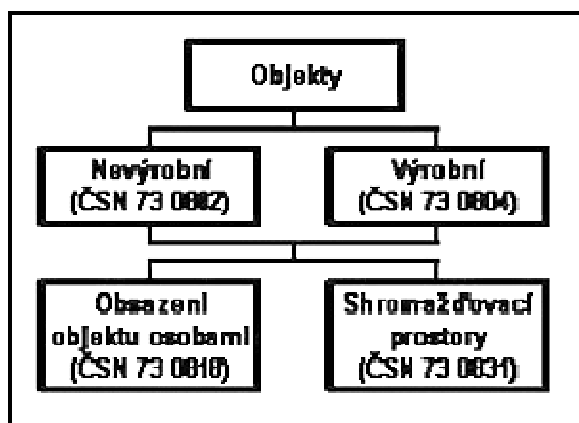 Objekty
Nevýrobní
(ČSN 73 0802)
Výrobní
(ČSN 73 0804)
Obsazení
objektu osobami
(ČSN 73 0818)
Shromažďovací
prostory
(ČSN 73 0831)